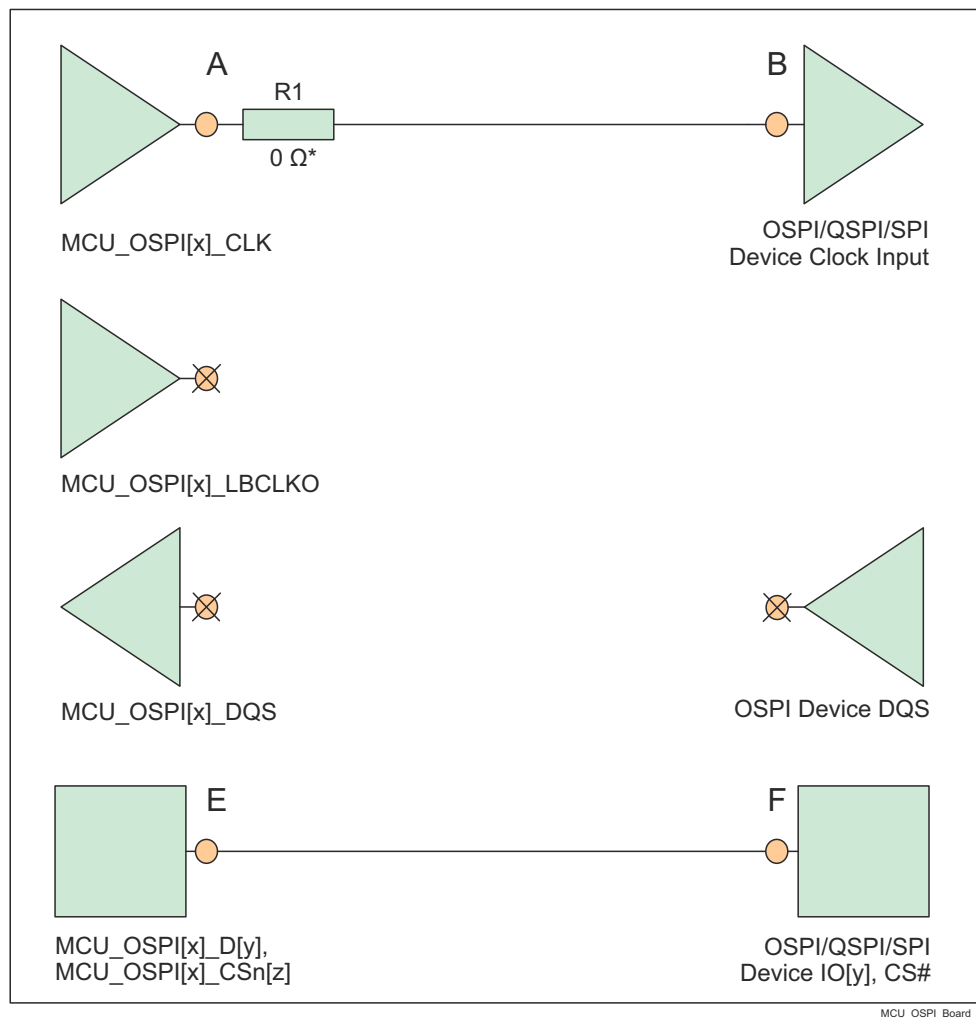 A
B
R1
0 Ω*
MCU_OSPI[x]_CLK
OSPI/QSPI/SPI
Device Clock Input
MCU_OSPI[x]_LBCLKO
MCU_OSPI[x]_DQS
OSPI Device DQS
E
F
MCU_OSPI[x]_D[y],
MCU_OSPI[x]_CSn[z]
OSPI/QSPI/SPI
Device IO[y], CS#
MCU_OSPI_Board